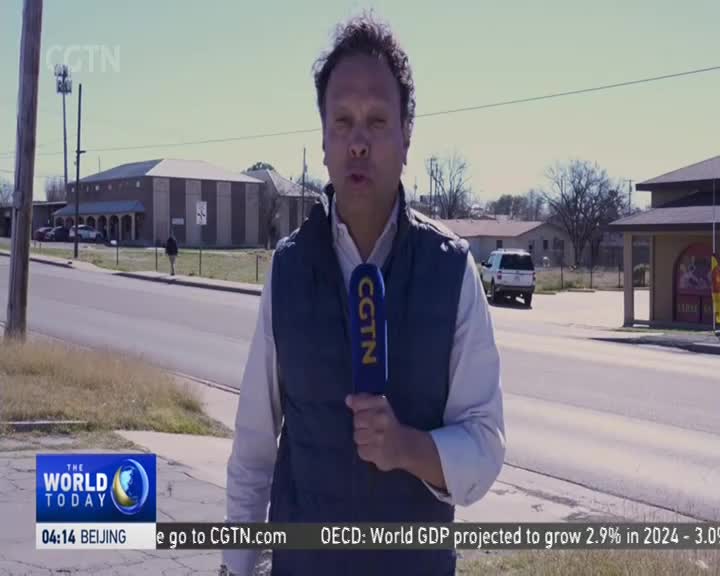 CGTN
CGTN
THE
WORLD
TODAY
04:14 BEIJING
e go to CGTN.com OECD: World GDP projected to grow 2.9% in 2024 - 3.0%